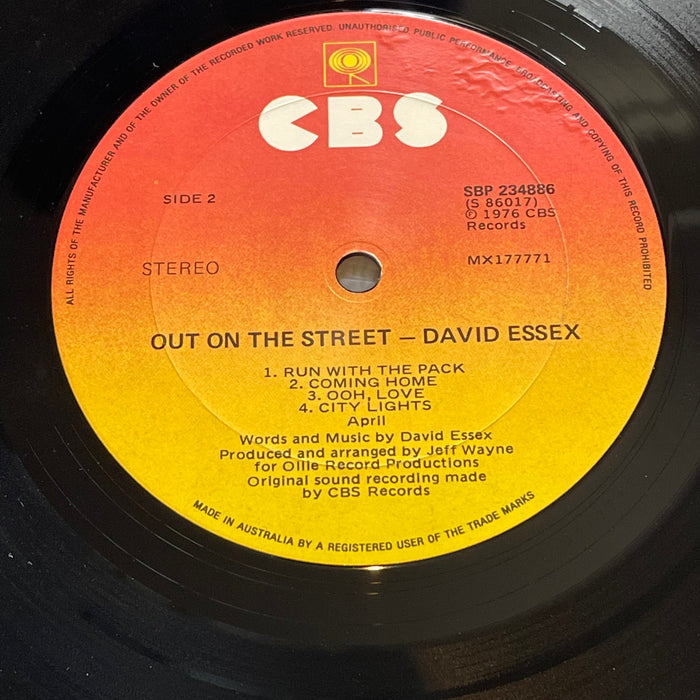 ALL RIGHTS OF THE MANUFACTURER AND OF THE OWNER OF THE RECORDED WORK RESERVED. UNAUTHORISED PUBLIC PERFORMANCE, BROADCASTING AND COPYING OF THIS RECORD PROHIBITED
CBS
SIDE 2
SBP 234886
(S 86017)
℗ 1976 CBS
Records
STEREO
MX177771
OUT ON THE STREET – DAVID ESSEX
1. RUN WITH THE PACK
2. COMING HOME
3. OOH, LOVE
4. CITY LIGHTS
April
Words and Music by David Essex
Produced and arranged by Jeff Wayne
for Ollie Record Productions
Original sound recording made
by CBS Records
MADE IN AUSTRALIA BY A REGISTERED USER OF THE TRADE MARKS